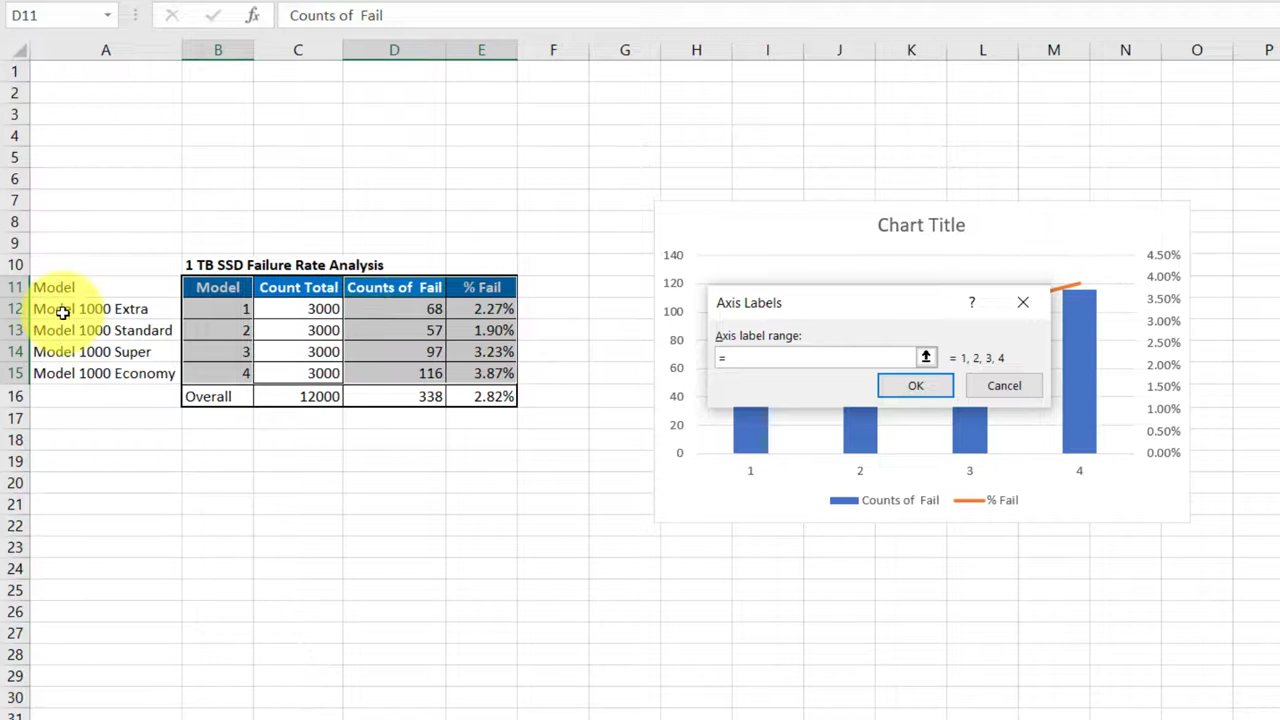 D11 fx Counts of Fail
A B C D E F G H I J K L M N O P
1
2
3
4
5
6
7
8
9
10 1 TB SSD Failure Rate Analysis
11 Model Model Count Total Counts of Fail % Fail
12 Model 1000 Extra 1 3000 68 2.27%
13 Model 1000 Standard 2 3000 57 1.90%
14 Model 1000 Super 3 3000 97 3.23%
15 Model 1000 Economy 4 3000 116 3.87%
16 Overall 12000 338 2.82%
17
18
19
20
21
22
23
24
25
26
27
28
29
30
31
Chart Title
140 4.50%
120 4.00%
100 3.50%
80 3.00%
60 2.50%
40 2.00%
20 1.50%
0 1.00%
0.50%
0.00%
1 2 3 4
Counts of Fail % Fail
Axis Labels ?
Axis label range:
= = 1, 2, 3, 4
OK Cancel